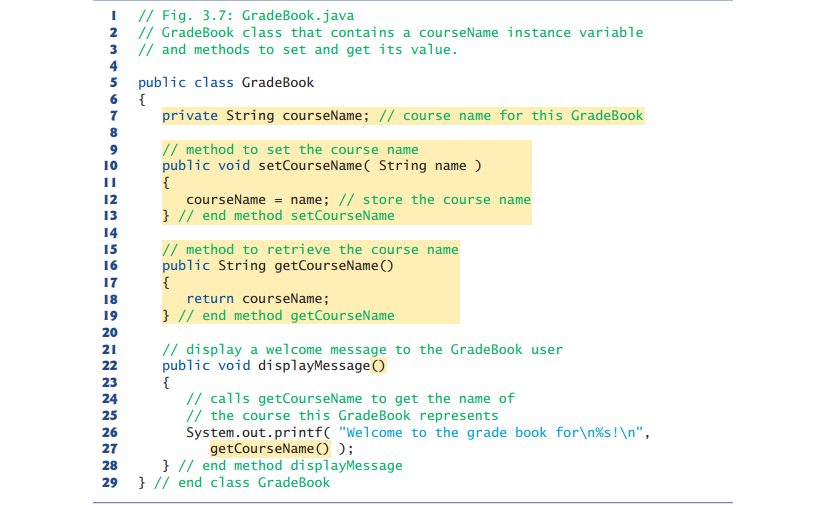 1 // Fig. 3.7: GradeBook.java
2 // GradeBook class that contains a courseName instance variable
3 // and methods to set and get its value.
4
5 public class GradeBook
6 {
7 private String courseName; // course name for this GradeBook
8
9 // method to set the course name
10 public void setCourseName( String name )
11 {
12 courseName = name; // store the course name
13 } // end method setCourseName
14
15 // method to retrieve the course name
16 public String getCourseName()
17 {
18 return courseName;
19 } // end method getCourseName
20
21 // display a welcome message to the GradeBook user
22 public void displayMessage()
23 {
24 // calls getCourseName to get the name of
25 // the course this GradeBook represents
26 System.out.printf( "Welcome to the grade book for\n%s!\n",
27 getCourseName() );
28 } // end method displayMessage
29 } // end class GradeBook